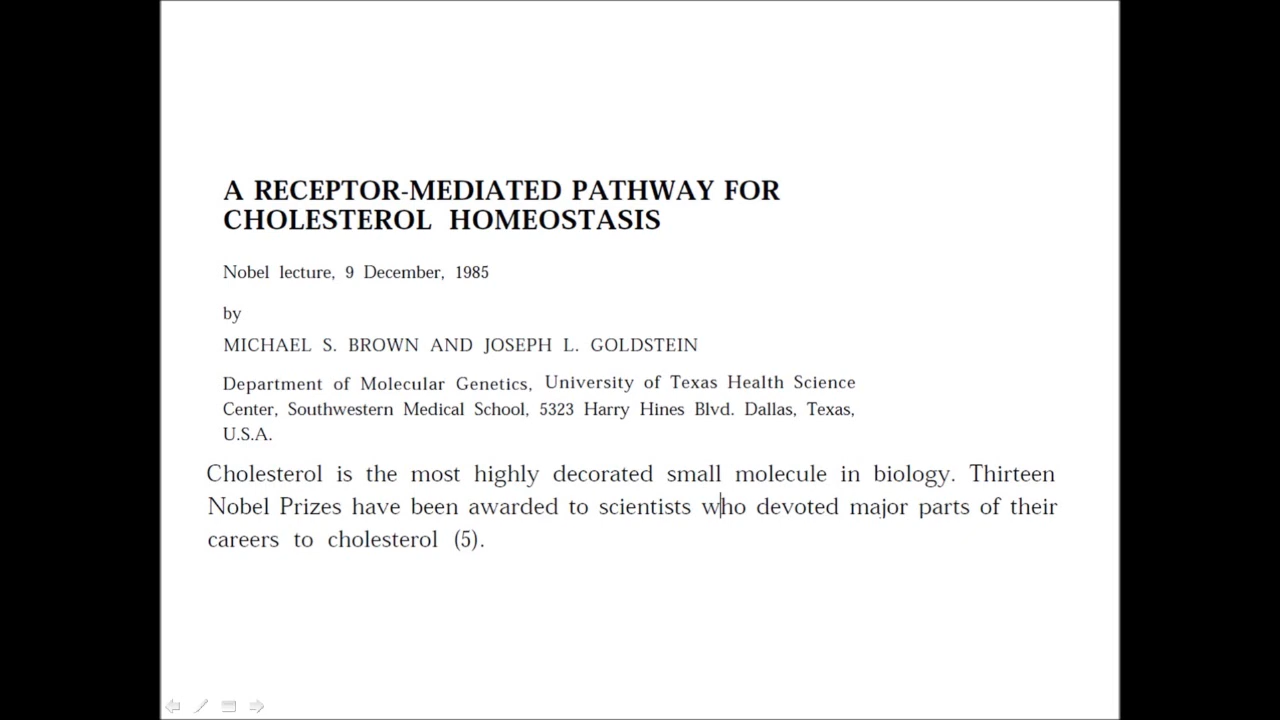 A RECEPTOR-MEDIATED PATHWAY FOR
CHOLESTEROL HOMEOSTASIS
Nobel lecture, 9 December, 1985
by
MICHAEL S. BROWN AND JOSEPH L. GOLDSTEIN
Department of Molecular Genetics, University of Texas Health Science
Center, Southwestern Medical School, 5323 Harry Hines Blvd. Dallas, Texas,
U.S.A.
Cholesterol is the most highly decorated small molecule in biology. Thirteen
Nobel Prizes have been awarded to scientists who devoted major parts of their
careers to cholesterol (5).